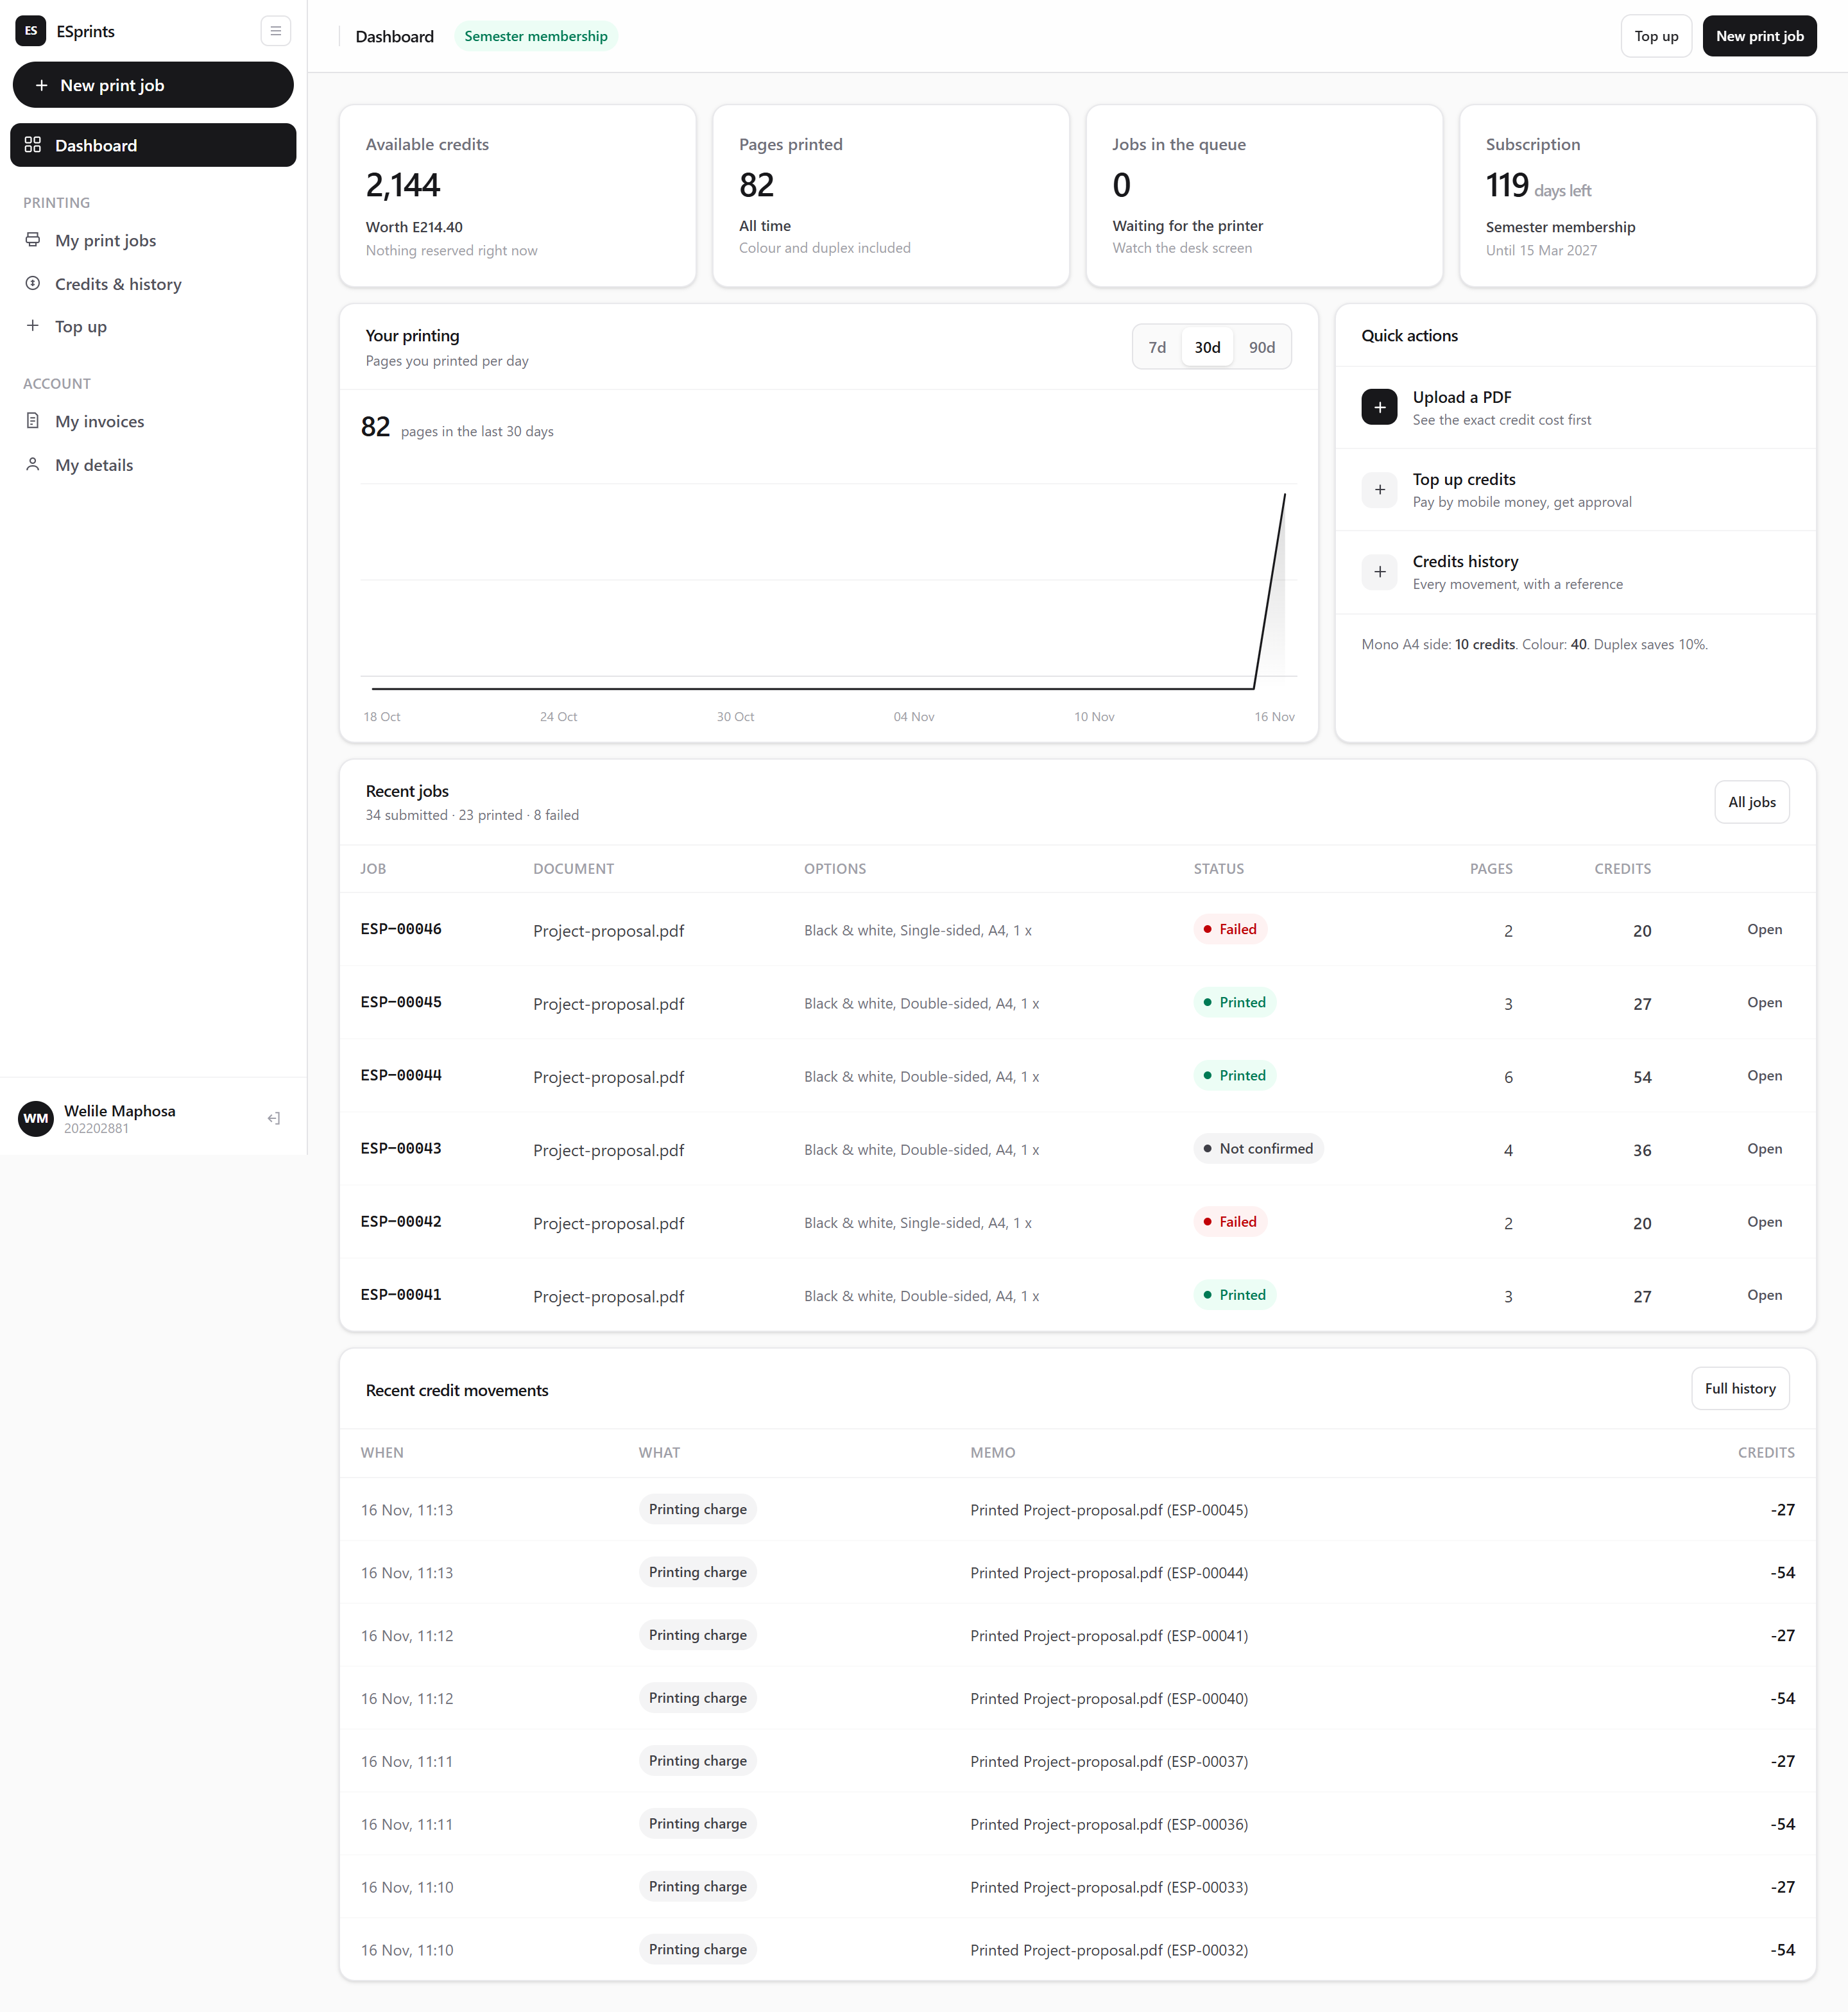 ES ESprints
+ New print job
Dashboard
PRINTING
My print jobs
Credits & history
Top up
ACCOUNT
My invoices
My details
WM Welile Maphosa
202202881
Dashboard Semester membership Top up New print job
Available credits
2,144
Worth E214.40
Nothing reserved right now
Pages printed
82
All time
Colour and duplex included
Jobs in the queue
0
Waiting for the printer
Watch the desk screen
Subscription
119 days left
Semester membership
Until 15 Mar 2027
Your printing
Pages you printed per day
7d 30d 90d
82 pages in the last 30 days
18 Oct 24 Oct 30 Oct 04 Nov 10 Nov 16 Nov
Quick actions
Upload a PDF
See the exact credit cost first
Top up credits
Pay by mobile money, get approval
Credits history
Every movement, with a reference
Mono A4 side: 10 credits. Colour: 40. Duplex saves 10%.
Recent jobs
34 submitted · 23 printed · 8 failed
All jobs
JOB DOCUMENT OPTIONS STATUS PAGES CREDITS
ESP-00046 Project-proposal.pdf Black & white, Single-sided, A4, 1 x Failed 2 20 Open
ESP-00045 Project-proposal.pdf Black & white, Double-sided, A4, 1 x Printed 3 27 Open
ESP-00044 Project-proposal.pdf Black & white, Double-sided, A4, 1 x Printed 6 54 Open
ESP-00043 Project-proposal.pdf Black & white, Double-sided, A4, 1 x Not confirmed 4 36 Open
ESP-00042 Project-proposal.pdf Black & white, Single-sided, A4, 1 x Failed 2 20 Open
ESP-00041 Project-proposal.pdf Black & white, Double-sided, A4, 1 x Printed 3 27 Open
Recent credit movements
Full history
WHEN WHAT MEMO CREDITS
16 Nov, 11:13 Printing charge Printed Project-proposal.pdf (ESP-00045) -27
16 Nov, 11:13 Printing charge Printed Project-proposal.pdf (ESP-00044) -54
16 Nov, 11:12 Printing charge Printed Project-proposal.pdf (ESP-00041) -27
16 Nov, 11:12 Printing charge Printed Project-proposal.pdf (ESP-00040) -54
16 Nov, 11:11 Printing charge Printed Project-proposal.pdf (ESP-00037) -27
16 Nov, 11:11 Printing charge Printed Project-proposal.pdf (ESP-00036) -54
16 Nov, 11:10 Printing charge Printed Project-proposal.pdf (ESP-00033) -27
16 Nov, 11:10 Printing charge Printed Project-proposal.pdf (ESP-00032) -54